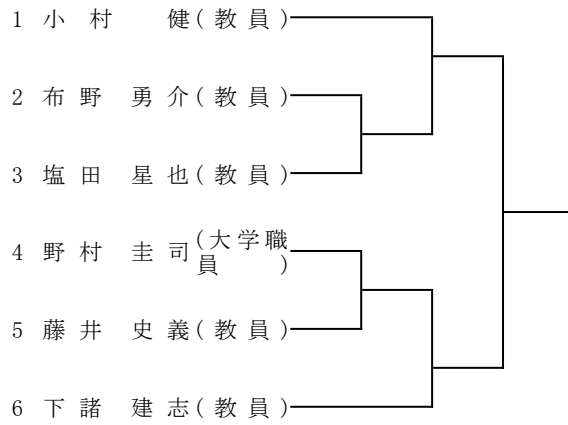 1 小村 健(教員)
2 布野 勇介(教員)
3 塩田 星也(教員)
4 野村 圭司(大学職員)
5 藤井 史義(教員)
6 下諸 建志(教員)